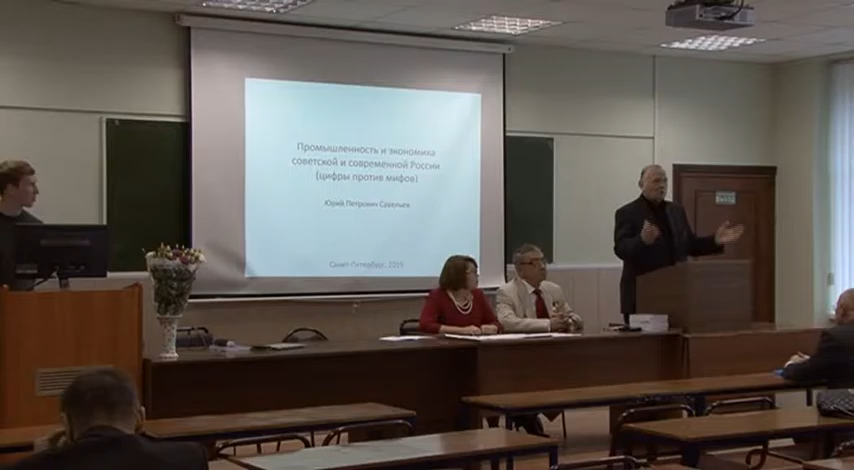 Промышленность и экономика
советской и современной России
(цифры против мифов)
Юрий Петрович Савельев
Санкт-Петербург, 2019